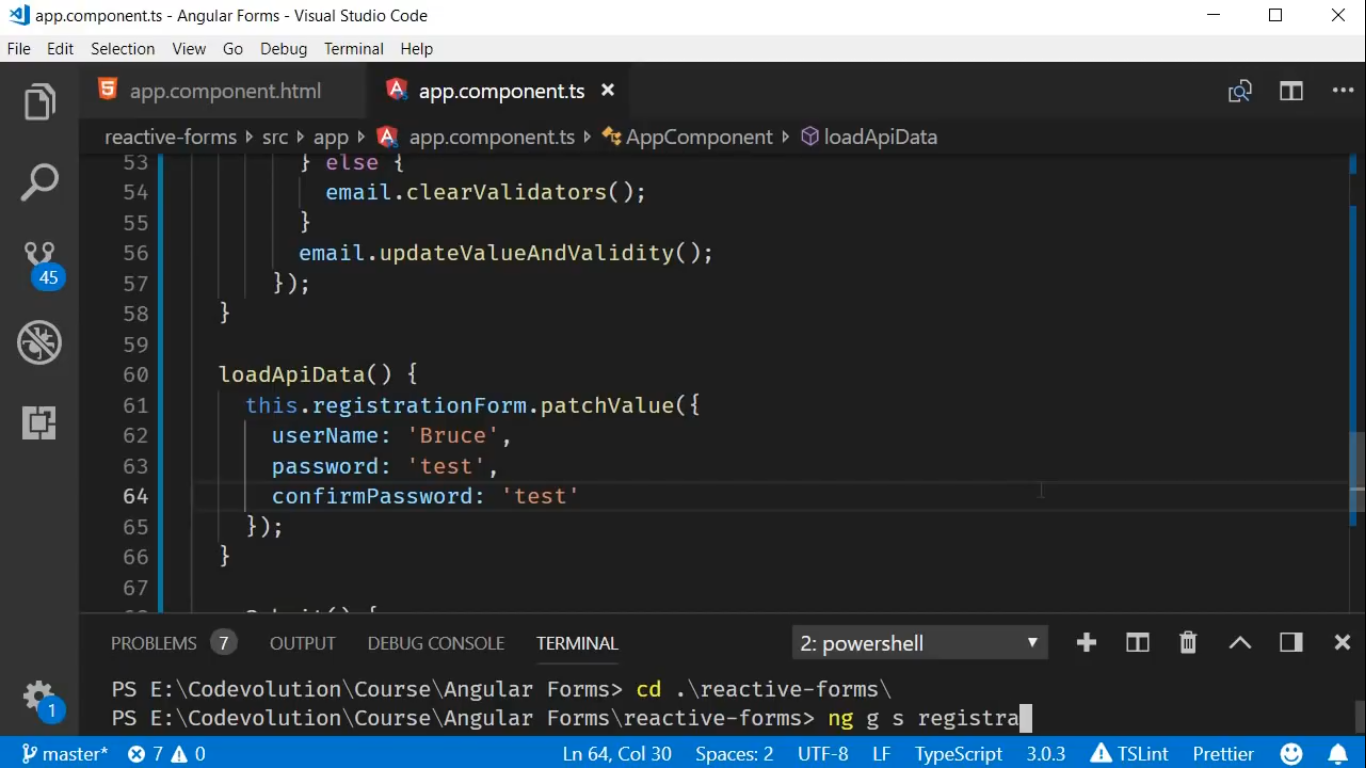 app.component.ts - Angular Forms - Visual Studio Code
File Edit Selection View Go Debug Terminal Help
app.component.html app.component.ts
reactive-forms src app app.component.ts AppComponent loadApiData
53 } else {
54 email.clearValidators();
55 }
56 email.updateValueAndValidity();
57 });
58 }
59
60 loadApiData() {
61 this.registrationForm.patchValue({
62 userName: 'Bruce',
63 password: 'test',
64 confirmPassword: 'test'
65 });
66 }
67
45
1
PROBLEMS 7 OUTPUT DEBUG CONSOLE TERMINAL 2: powershell
PS E:\Codevolution\Course\Angular Forms> cd .\reactive-forms\
PS E:\Codevolution\Course\Angular Forms\reactive-forms> ng g s registra
master* 7 0 Ln 64, Col 30 Spaces: 2 UTF-8 LF TypeScript 3.0.3 TSLint Prettier